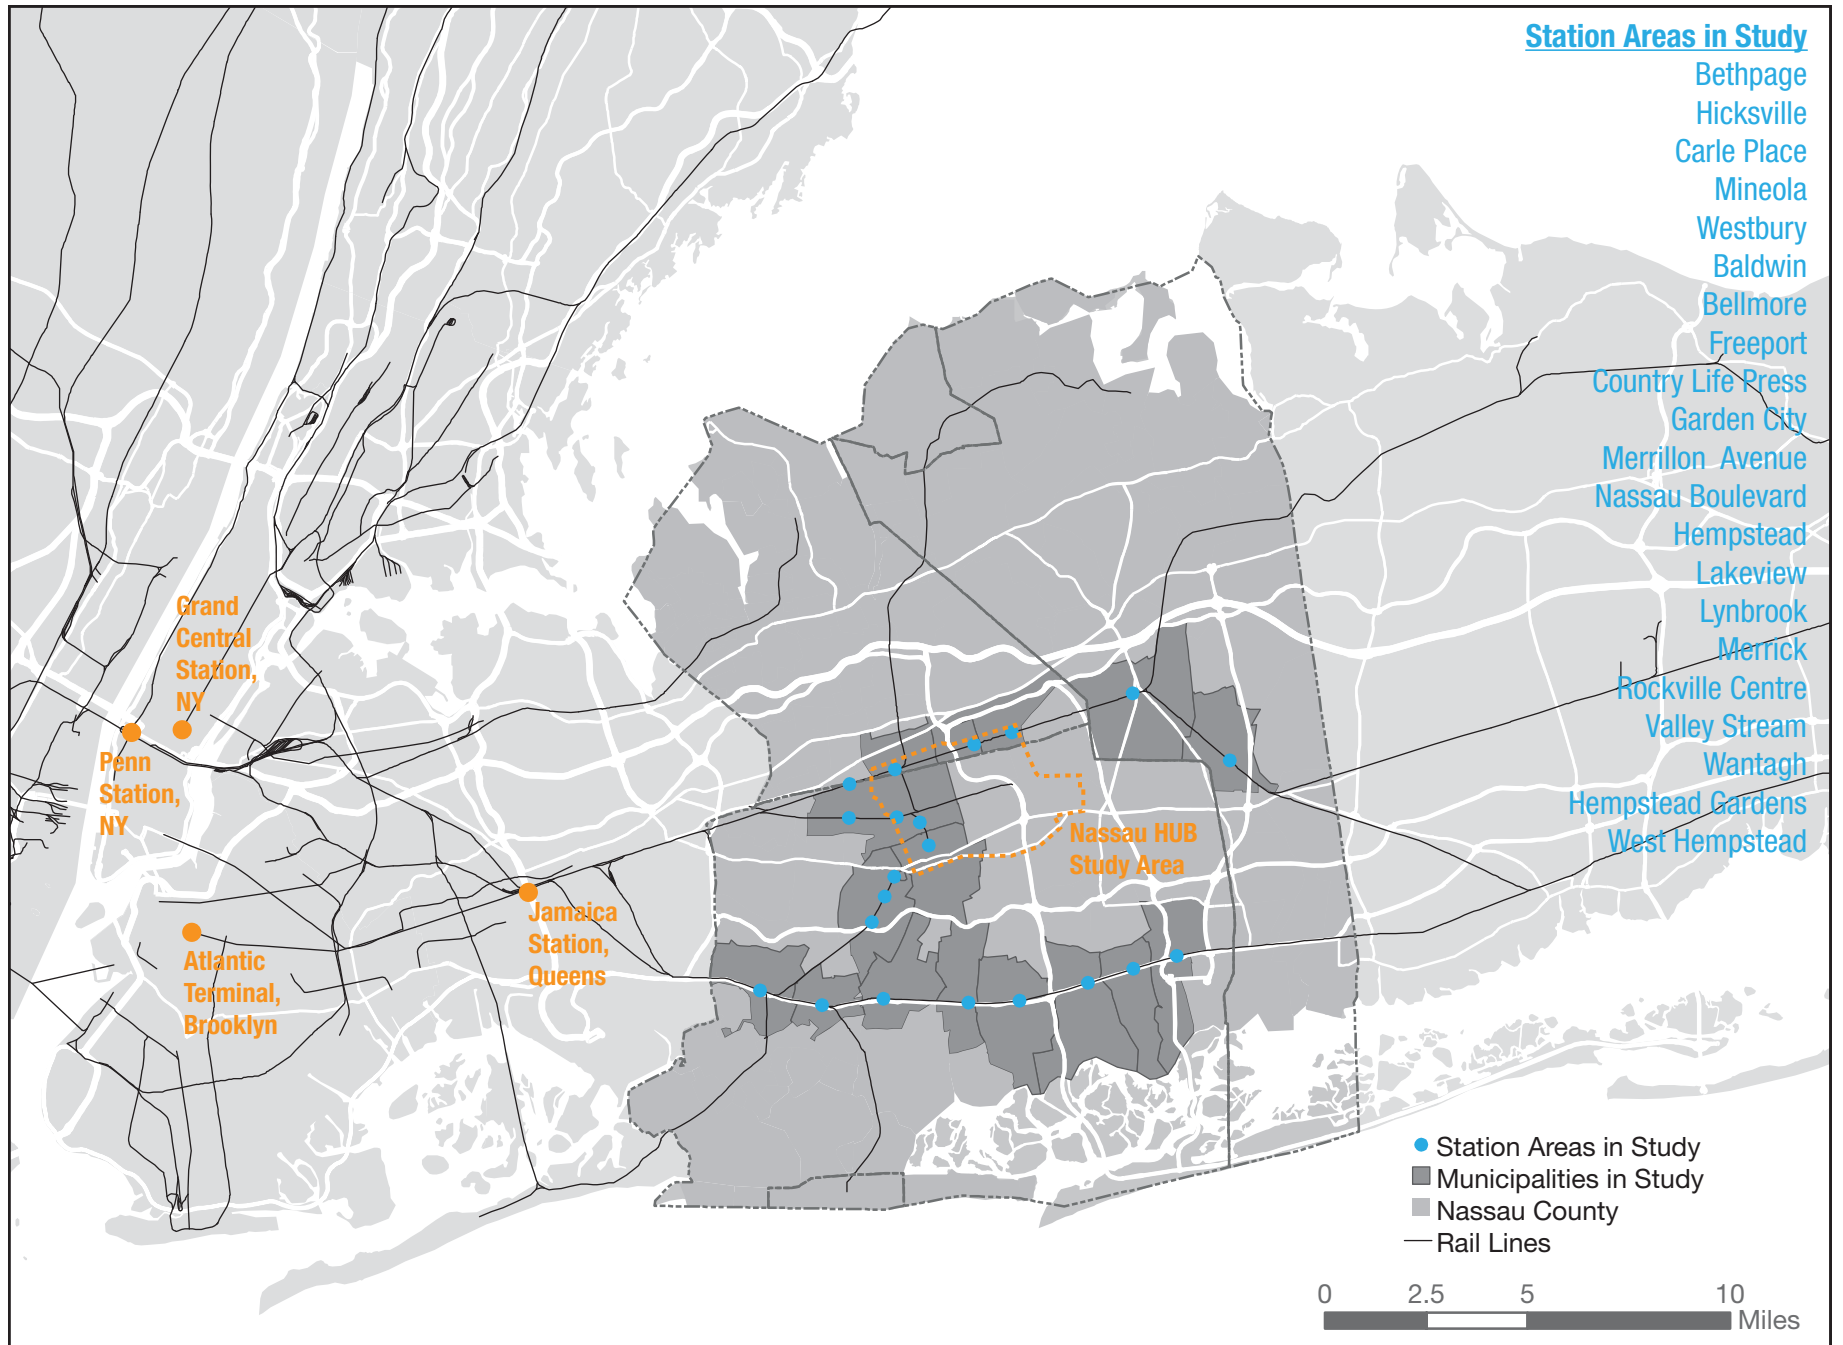 Station Areas in Study
Bethpage
Hicksville
Carle Place
Mineola
Westbury
Baldwin
Bellmore
Freeport
Country Life Press
Garden City
Merrillon Avenue
Nassau Boulevard
Hempstead
Lakeview
Lynbrook
Merrick
Rockville Centre
Valley Stream
Wantagh
Hempstead Gardens
West Hempstead
Grand
Central
Station,
NY
Penn
Station,
NY
Atlantic
Terminal,
Brooklyn
Jamaica
Station,
Queens
Nassau HUB
Study Area
Station Areas in Study
Municipalities in Study
Nassau County
Rail Lines
0 2.5 5 10
Miles